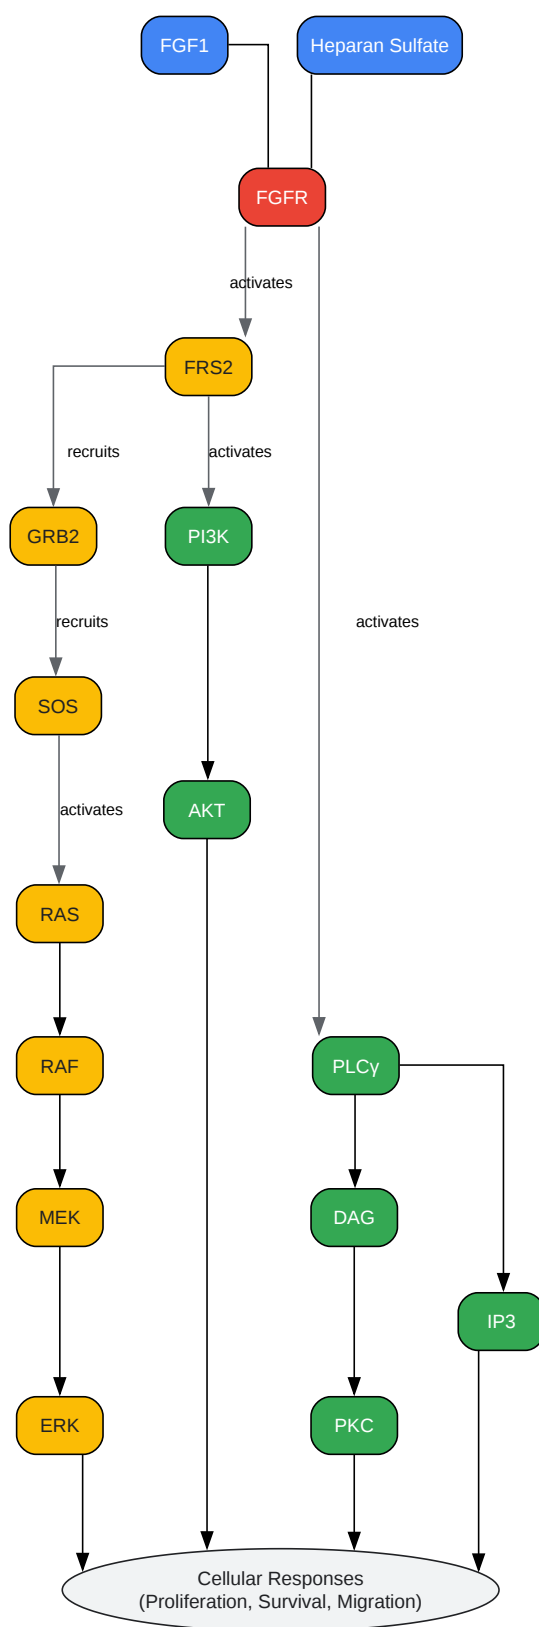 FGF1
Heparan Sulfate
FGFR
activates
FRS2
recruits
activates
GRB2
PI3K
recruits
activates
SOS
activates
AKT
RAS
RAF
PLCγ
MEK
DAG
IP3
ERK
PKC
Cellular Responses
(Proliferation, Survival, Migration)